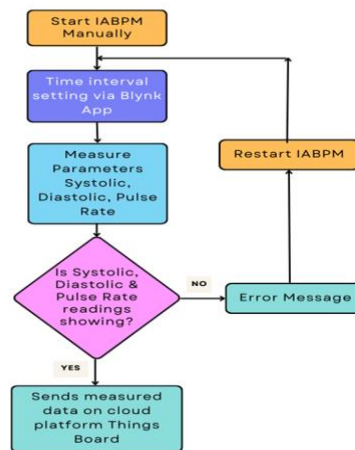 Start IABPM
Manually
Time interval
setting via Blynk
App
Restart IABPM
Measure
Parameters
Systolic,
Diastolic, Pulse
Rate
Is Systolic,
Diastolic &
Pulse Rate
readings
showing?
NO
Error Message
YES
Sends measured
data on cloud
platform Things
Board